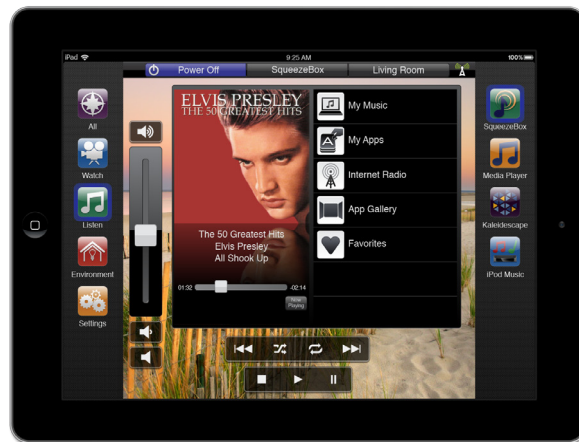 iPad
9:25 AM
100%
Power Off
SqueezeBox
Living Room
All
Watch
Listen
Environment
Settings
ELVIS PRESLEY
THE 50 GREATEST HITS
The 50 Greatest Hits
Elvis Presley
All Shook Up
01:32
-02:14
Now
Playing
My Music
My Apps
Internet Radio
App Gallery
Favorites
SqueezeBox
Media Player
Kaleidescape
iPod Music